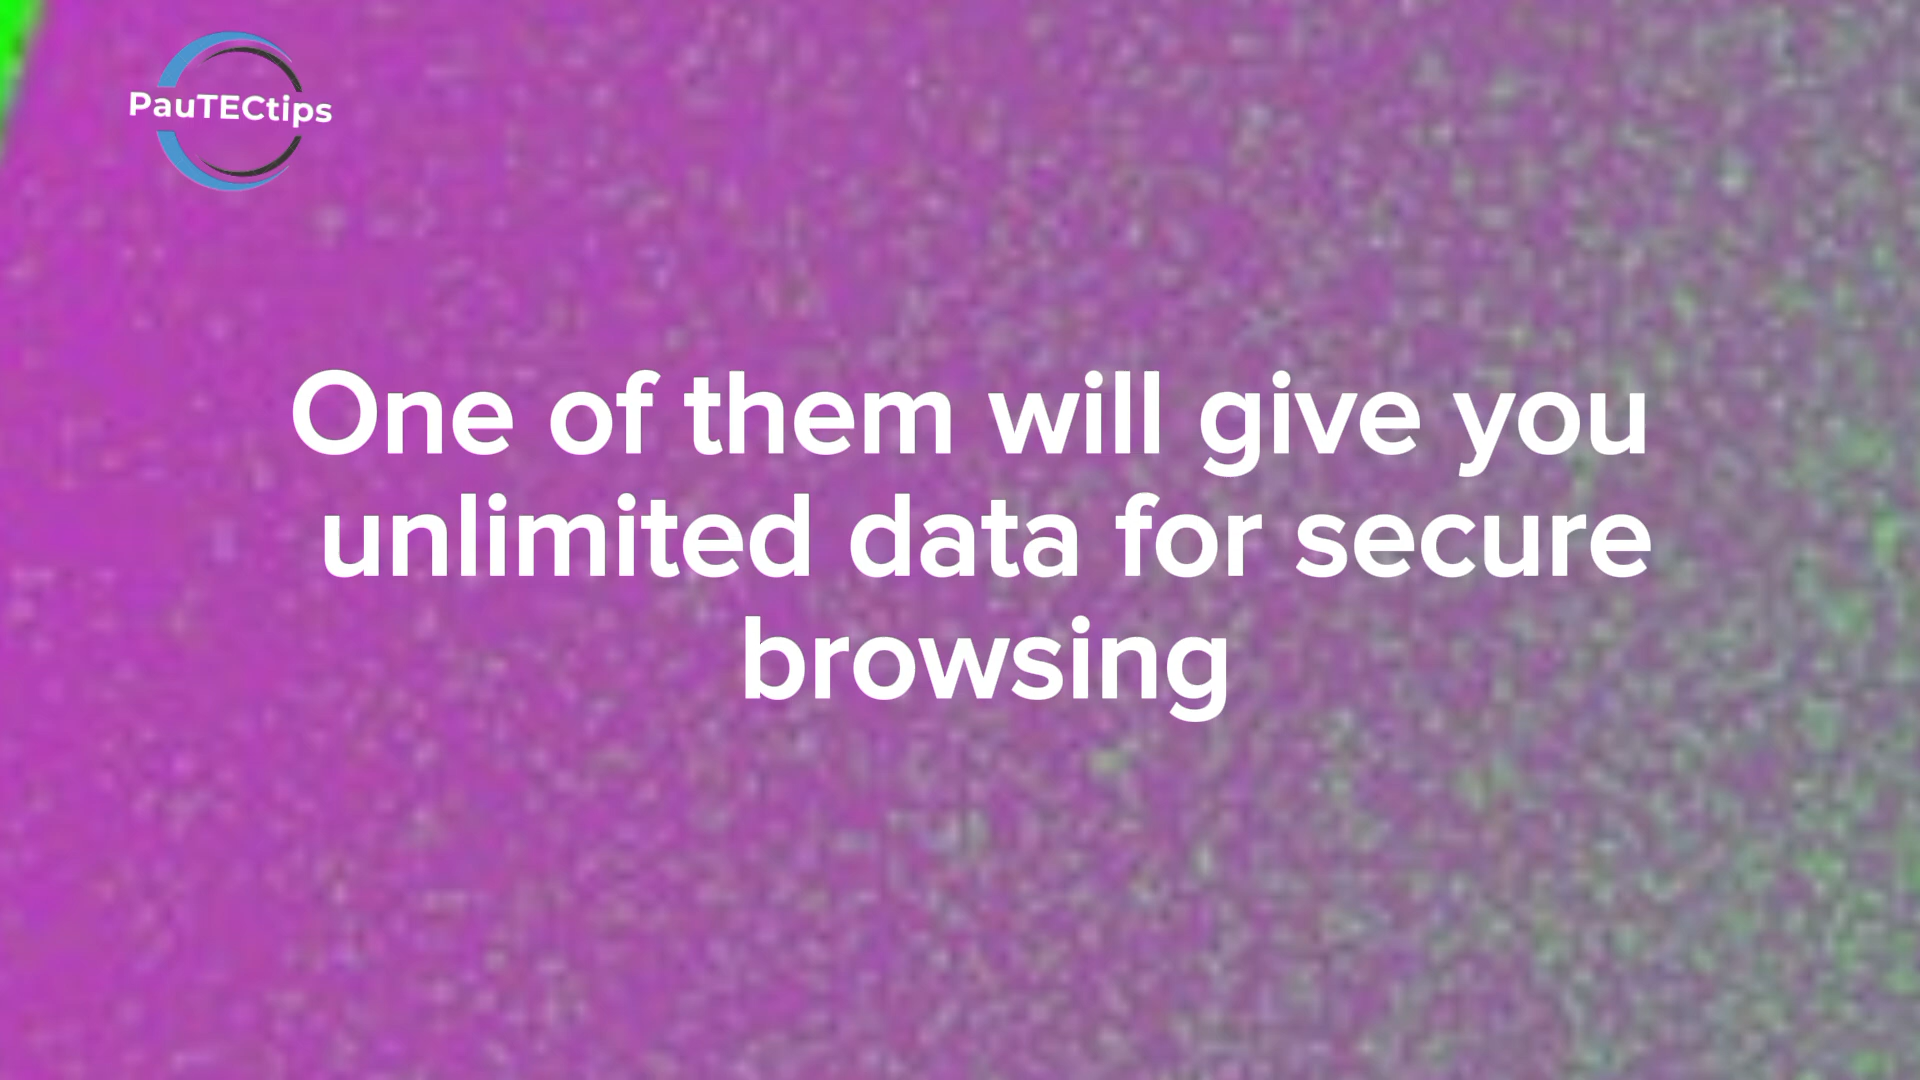 PauTECtips
One of them will give you
unlimited data for secure
browsing